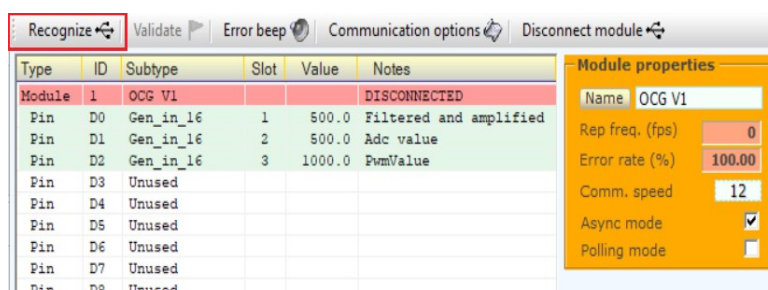 Recognize Validate Error beep Communication options Disconnect module
Type ID Subtype Slot Value Notes
Module 1 OCG V1 DISCONNECTED
Pin D0 Gen_in_16 1 500.0 Filtered and amplified
Pin D1 Gen_in_16 2 500.0 Adc value
Pin D2 Gen_in_16 3 1000.0 PwmValue
Pin D3 Unused
Pin D4 Unused
Pin D5 Unused
Pin D6 Unused
Pin D7 Unused
Pin D8 Unused
Module properties
Name OCG V1
Rep freq. (fps) 0
Error rate (%) 100.00
Comm. speed 12
Async mode
Polling mode